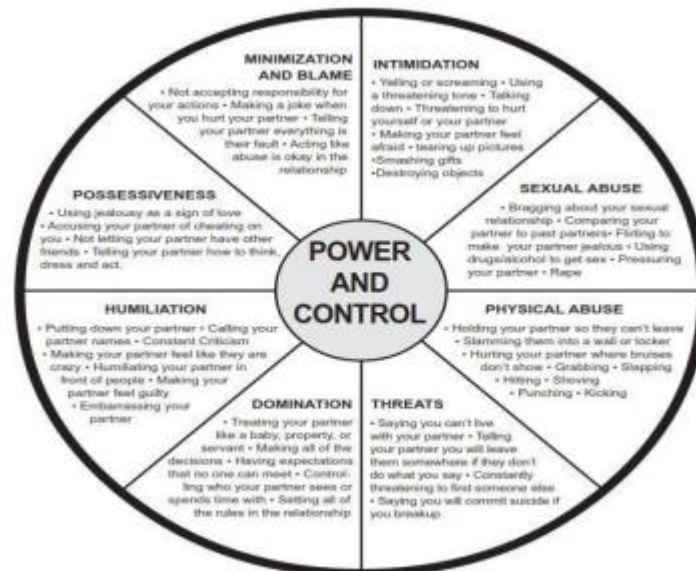 MINIMIZATION
AND BLAME
• Not accepting responsibility for
your actions • Making a joke when
you hurt your partner • Telling
your partner everything is
their fault • Acting like
abuse is okay in the
relationship
INTIMIDATION
• Yelling or screaming • Using
a threatening tone • Talking
down • Threatening to hurt
yourself or your partner
• Making your partner feel
afraid • tearing up pictures
•Smashing gifts
•Destroying objects
SEXUAL ABUSE
• Bragging about your sexual
relationship • Comparing your
partner to past partners• Flirting to
make your partner jealous • Using
drugs/alcohol to get sex • Pressuring
your partner • Rape
PHYSICAL ABUSE
• Holding your partner so they can't leave
• Slamming them into a wall or locker
• Hurting your partner where bruises
don't show • Grabbing • Slapping
• Hitting • Shoving
• Punching • Kicking
THREATS
• Saying you can't live
with your partner • Telling
your partner you will leave
them somewhere if they don't
do what you say • Constantly
threatening to find someone else
• Saying you will commit suicide if
you breakup
DOMINATION
• Treating your partner
like a baby, property, or
servant • Making all of the
decisions • Having expectations
that no one can meet • Control-
ling who your partner sees or
spends time with • Setting all of
the rules in the relationship
HUMILIATION
• Putting down your partner • Calling your
partner names • Constant Criticism
• Making your partner feel like they are
crazy • Humiliating your partner in
front of people • Making your
partner feel guilty
• Embarrassing your
partner
POSSESSIVENESS
• Using jealousy as a sign of love
• Accusing your partner of cheating on
you • Not letting your partner have other
friends • Telling your partner how to think,
dress and act.
POWER
AND
CONTROL